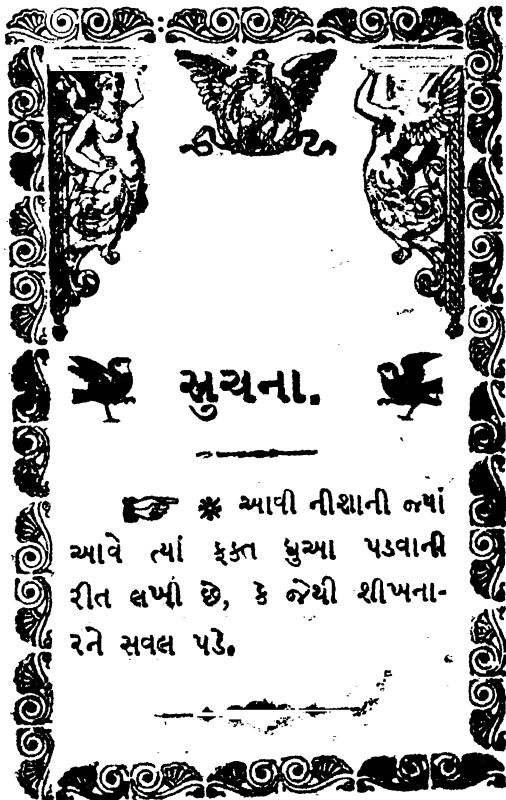 સુચના.
☞ ❋ આવી નીશાની જ્યાં
આવે ત્યાં ફક્ત ધ્રુઆ પડવાની
રીત લખી છે, કે જેથી શીખના-
રને સવલ પડે.